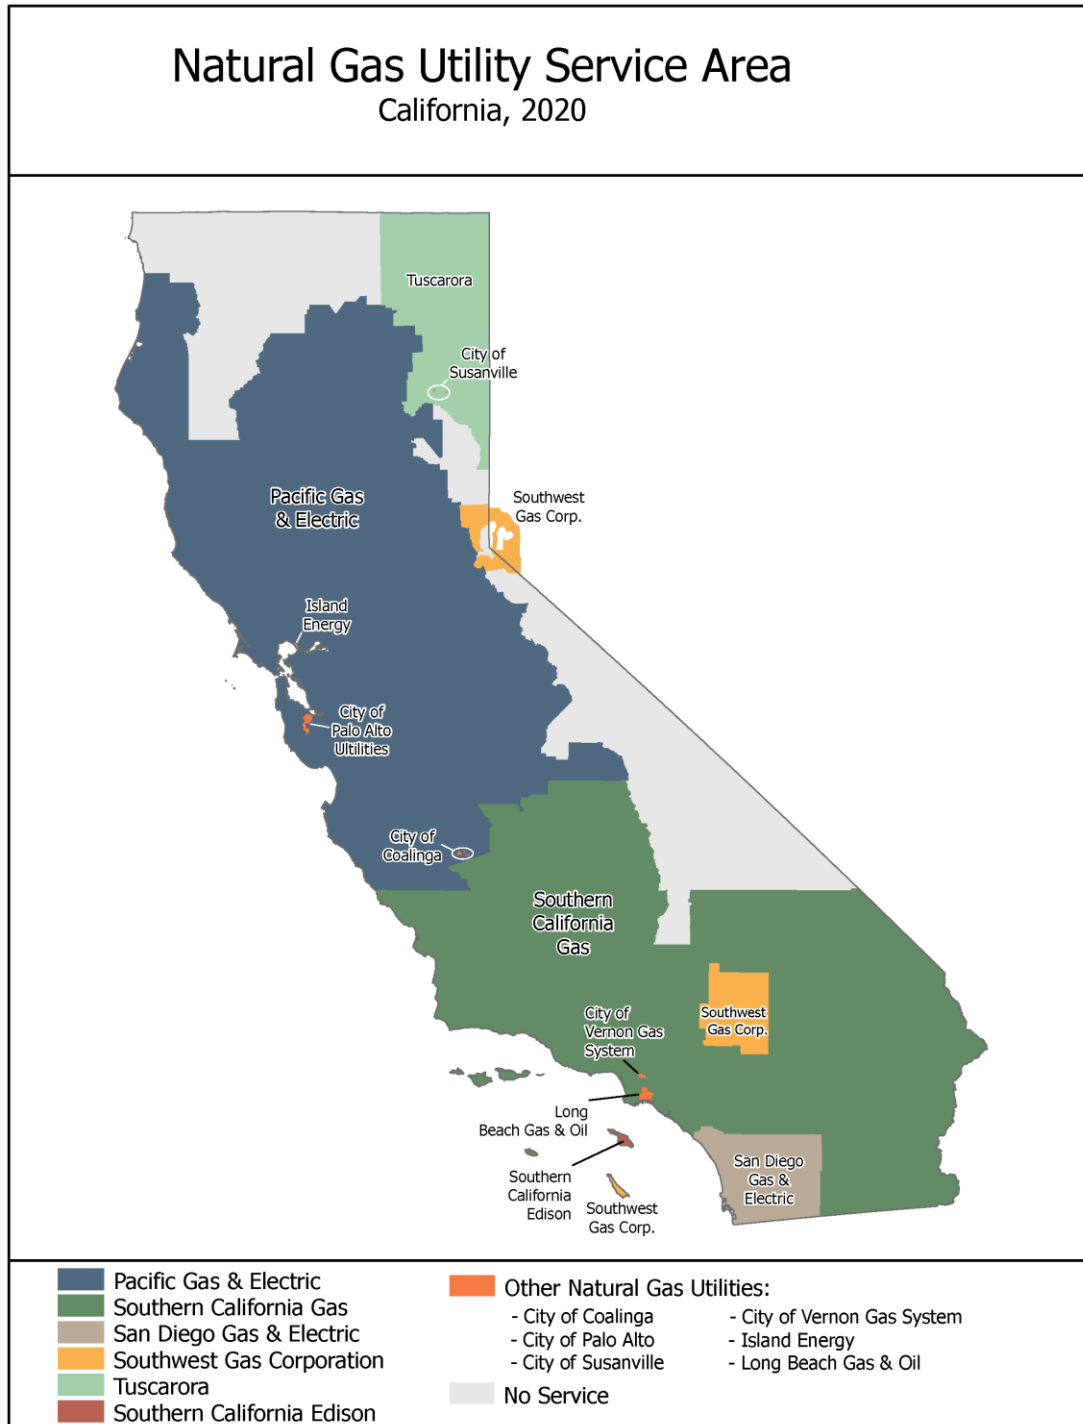 Natural Gas Utility Service Area
California, 2020
Tuscarora
City of
Susanville
Pacific Gas
& Electric
Southwest
Gas Corp.
Island
Energy
City of
Palo Alto
Ultilities
City of
Coalinga
Southern
California
Gas
Southwest
Gas Corp.
City of
Vernon Gas
System
Long
Beach Gas & Oil
Southern
California
Edison
Southwest
Gas Corp.
San Diego
Gas &
Electric
Pacific Gas & Electric
Southern California Gas
San Diego Gas & Electric
Southwest Gas Corporation
Tuscarora
Southern California Edison
Other Natural Gas Utilities:
- City of Coalinga
- City of Palo Alto
- City of Susanville
- City of Vernon Gas System
- Island Energy
- Long Beach Gas & Oil
No Service